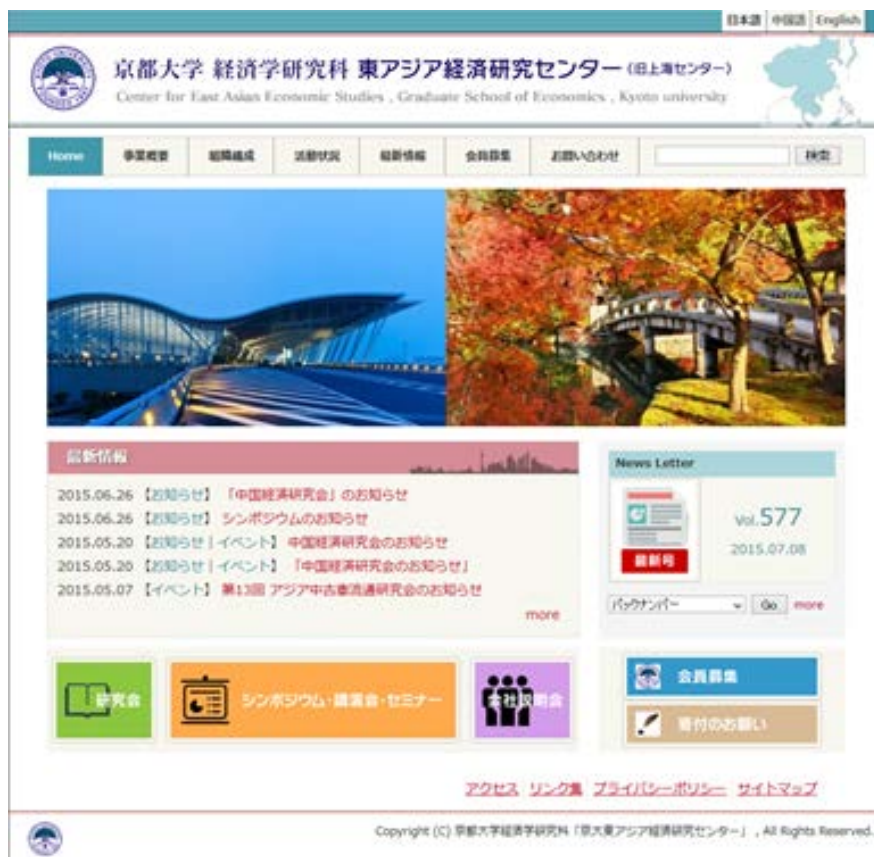 日本語 中国語 English
京都大学 経済学研究科 東アジア経済研究センター(旧上海センター)
Center for East Asian Economic Studies , Graduate School of Economics , Kyoto university
Home 事業概要 組織編成 活動状況 最新情報 会員募集 お問い合わせ 検索
最新情報
2015.06.26 【お知らせ】 「中国経済研究会」のお知らせ
2015.06.26 【お知らせ】 シンポジウムのお知らせ
2015.05.20 【お知らせ | イベント】 中国経済研究会のお知らせ
2015.05.20 【お知らせ | イベント】 「中国経済研究会のお知らせ」
2015.05.07 【イベント】 第13回 アジア中古車流通研究会のお知らせ
more
News Letter
最新号
Vol.577
2015.07.08
バックナンバー Go more
研究会
シンポジウム・講演会・セミナー
会社説明会
会員募集
寄付のお願い
アクセス リンク集 プライバシーポリシー サイトマップ
Copyright (C) 京都大学経済学研究科「京大東アジア経済研究センター」 , All Rights Reserved.